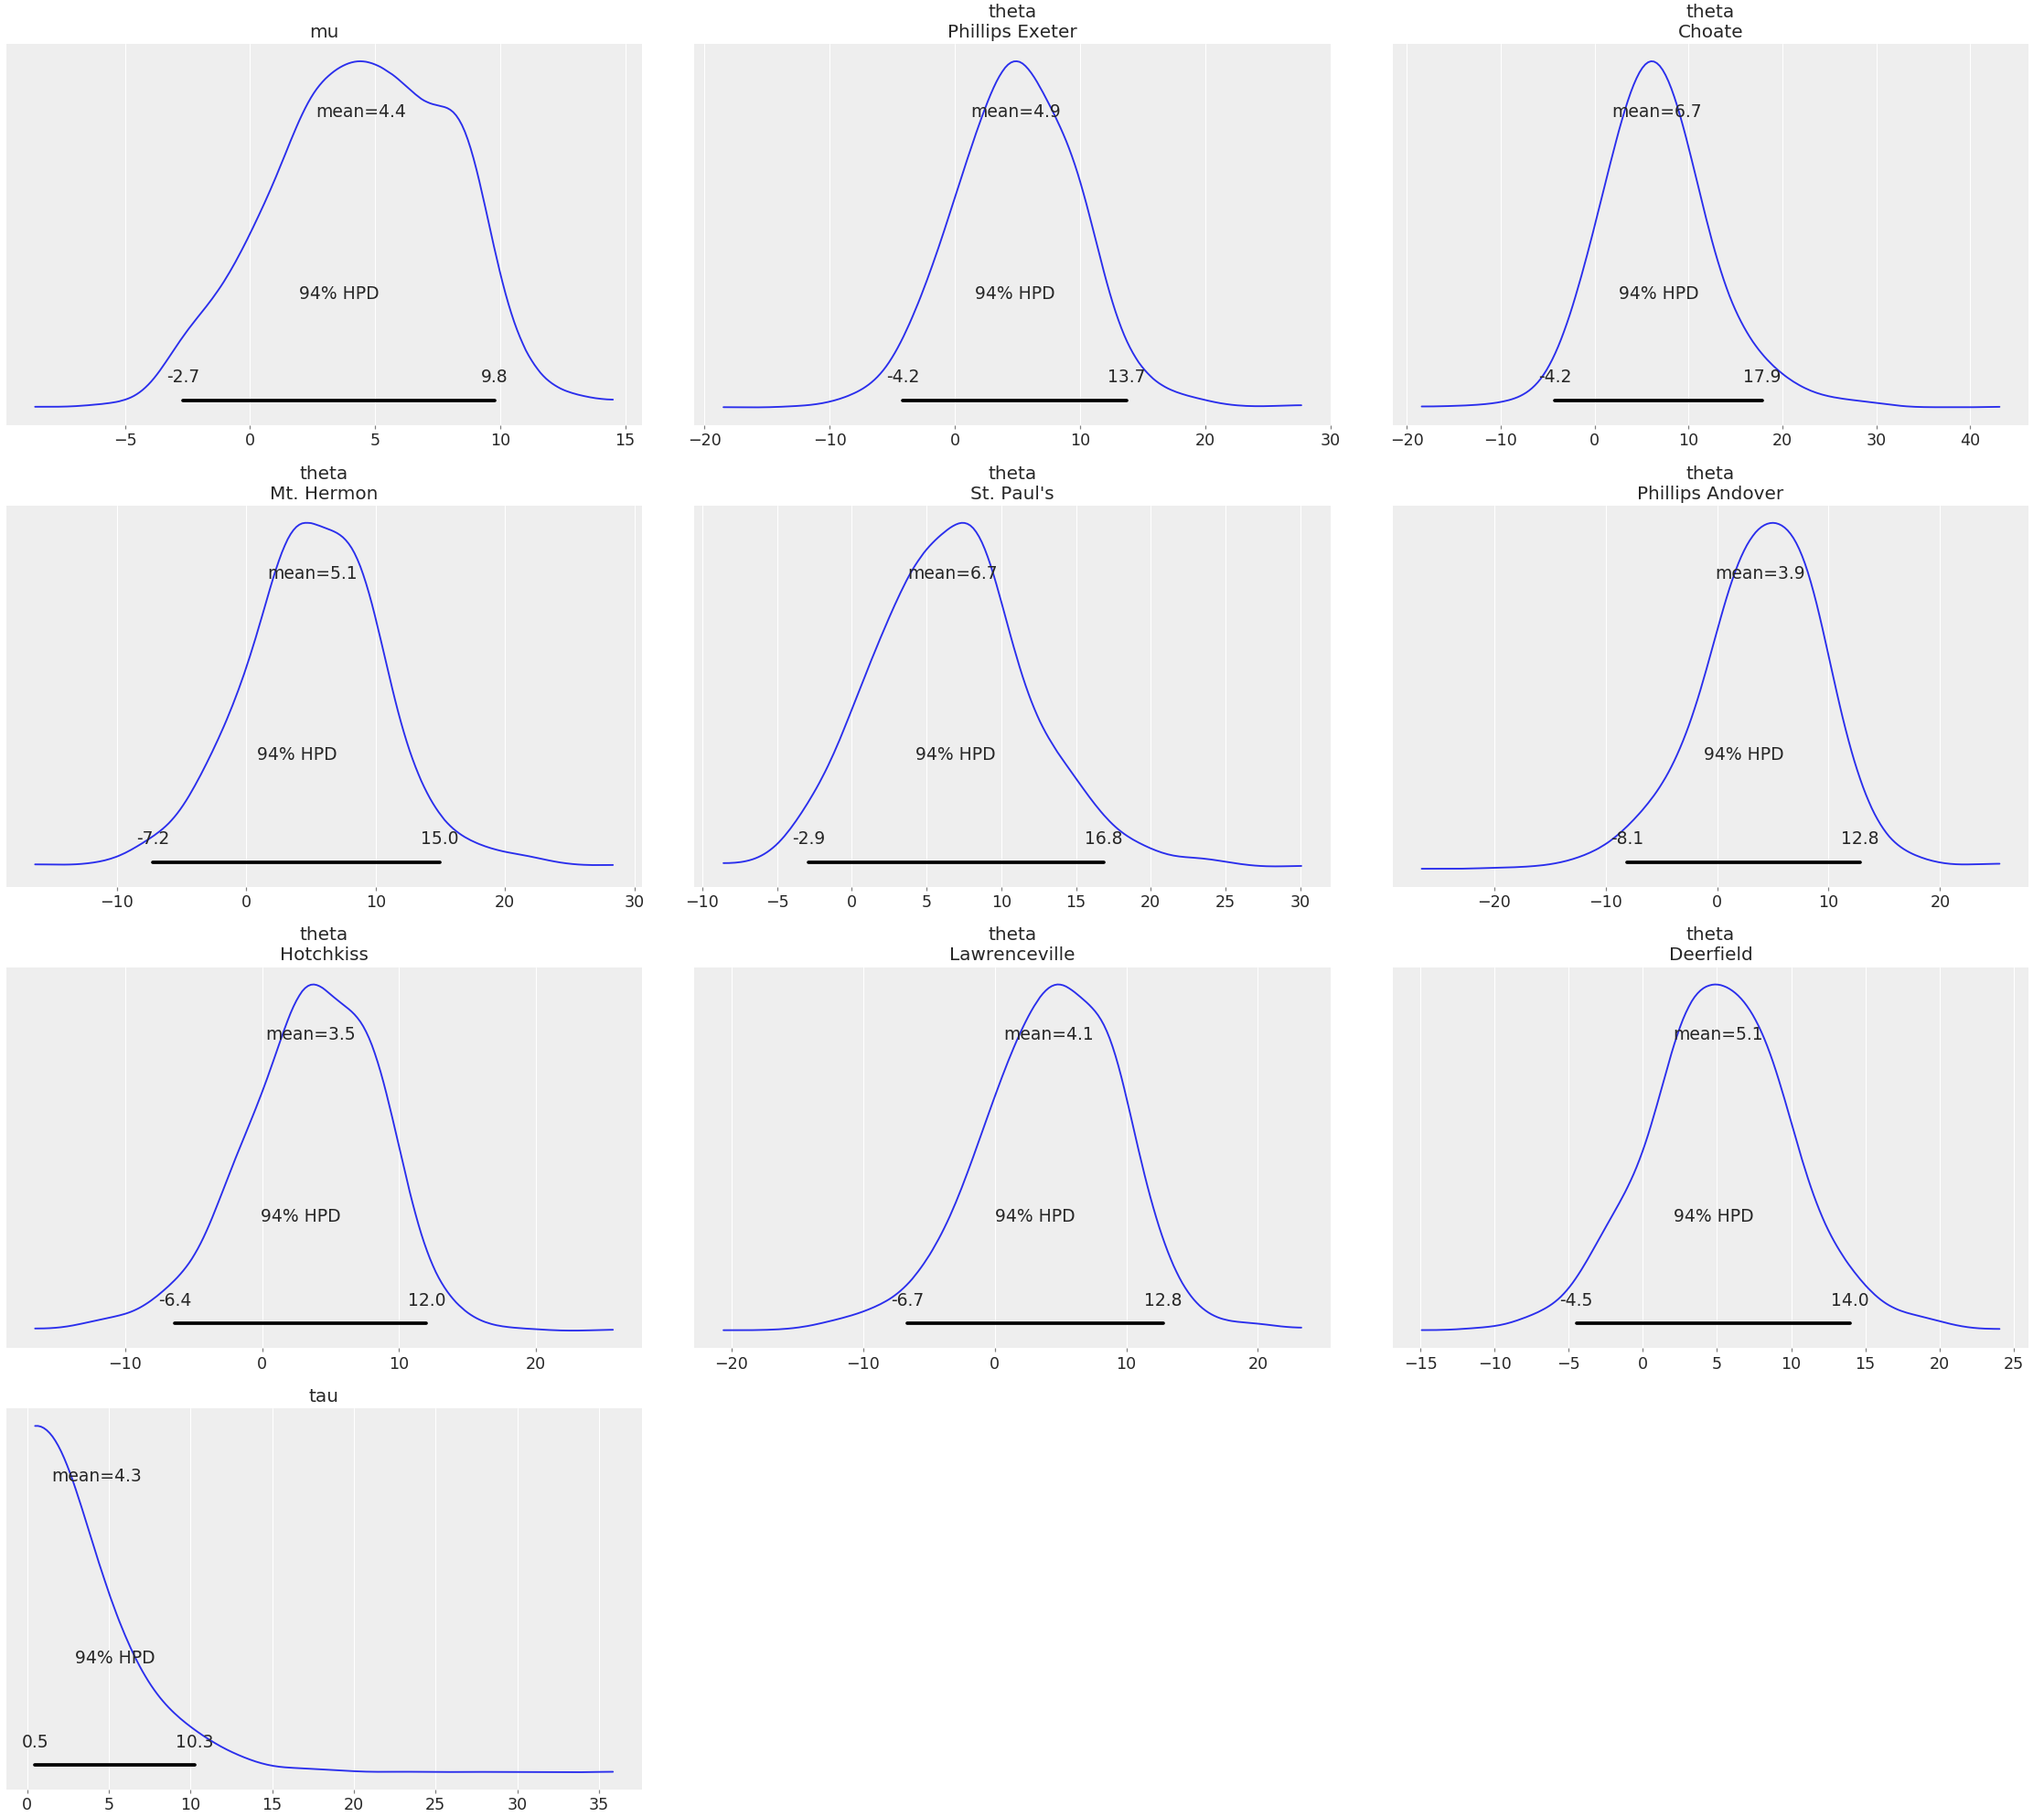 mu
mean=4.4
94% HPD
-2.7 9.8
−5 0 5 10 15
theta
Phillips Exeter
mean=4.9
94% HPD
-4.2 13.7
−20 −10 0 10 20 30
theta
Choate
mean=6.7
94% HPD
-4.2 17.9
−20 −10 0 10 20 30 40
theta
Mt. Hermon
mean=5.1
94% HPD
-7.2 15.0
−10 0 10 20 30
theta
St. Paul's
mean=6.7
94% HPD
-2.9 16.8
−10 −5 0 5 10 15 20 25 30
theta
Phillips Andover
mean=3.9
94% HPD
-8.1 12.8
−20 −10 0 10 20
theta
Hotchkiss
mean=3.5
94% HPD
-6.4 12.0
−10 0 10 20
theta
Lawrenceville
mean=4.1
94% HPD
-6.7 12.8
−20 −10 0 10 20
theta
Deerfield
mean=5.1
94% HPD
-4.5 14.0
−15 −10 −5 0 5 10 15 20 25
tau
mean=4.3
94% HPD
0.5 10.3
0 5 10 15 20 25 30 35